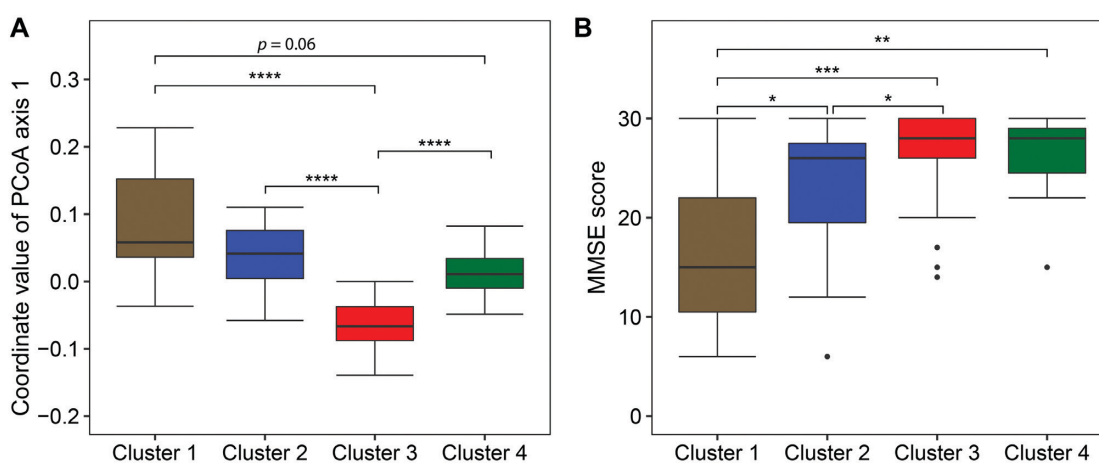 A
Coordinate value of PCoA axis 1
0.3
0.2
0.1
0.0
−0.1
−0.2
p = 0.06
****
****
****
Cluster 1 Cluster 2 Cluster 3 Cluster 4
B
MMSE score
30
20
10
0
**
***
* *
Cluster 1 Cluster 2 Cluster 3 Cluster 4